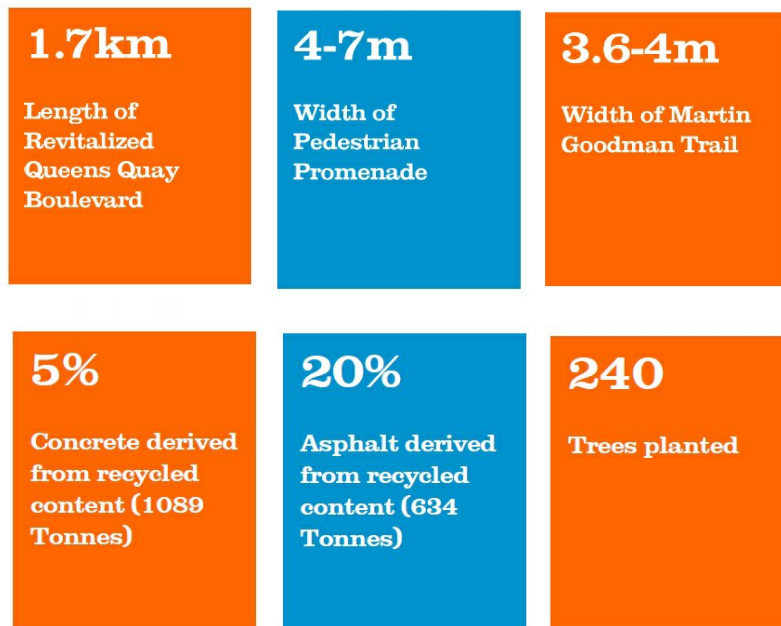 1.7km
Length of
Revitalized
Queens Quay
Boulevard
4-7m
Width of
Pedestrian
Promenade
3.6-4m
Width of Martin
Goodman Trail
5%
Concrete derived
from recycled
content (1089
Tonnes)
20%
Asphalt derived
from recycled
content (634
Tonnes)
240
Trees planted